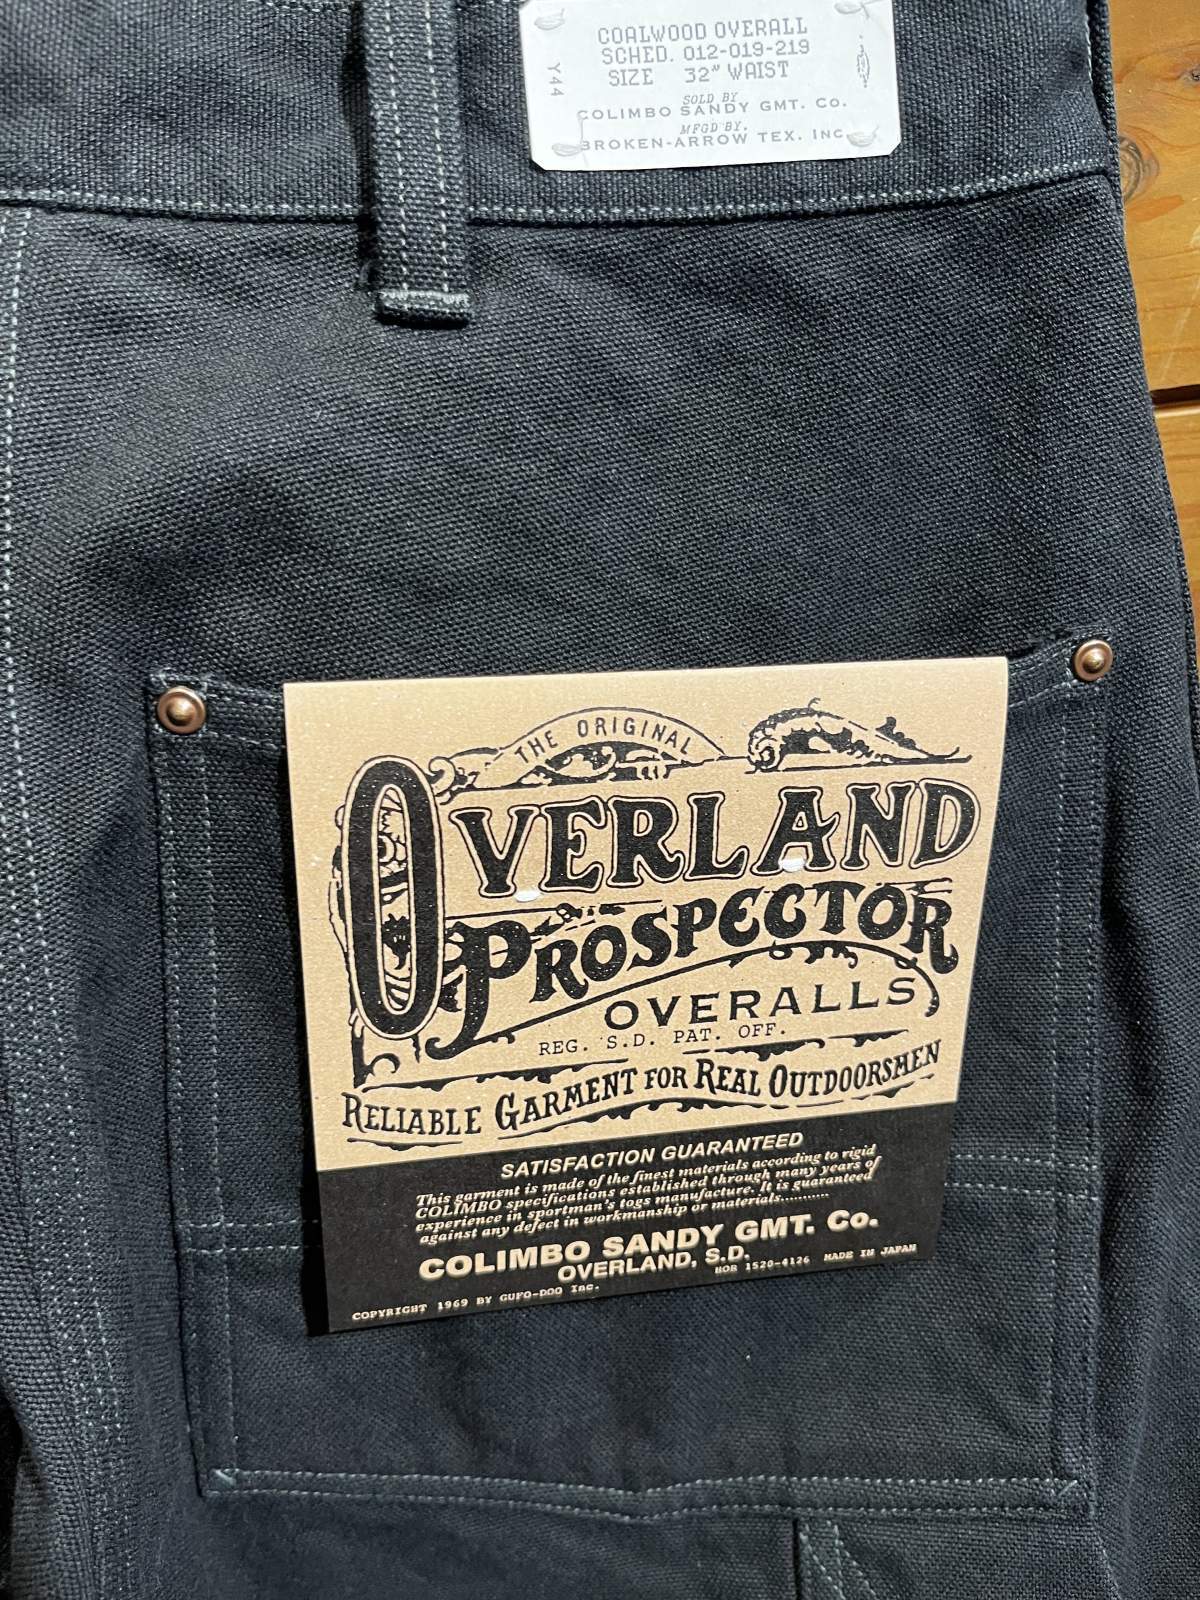 COALWOOD OVERALL
SCHED. 012-019-219
SIZE 32" WAIST
Y44
SOLD BY
COLIMBO SANDY GMT. Co.
MFGD BY.
BROKEN-ARROW TEX. Inc.
THE ORIGINAL
OVERLAND
PROSPECTOR
OVERALLS
REG. S.D. PAT. OFF.
RELIABLE GARMENT FOR REAL OUTDOORSMEN
SATISFACTION GUARANTEED
This garment is made of the finest materials according to rigid
COLIMBO specifications established through many years of
experience in sportman's togs manufacture. It is guaranteed
against any defect in workmanship or materials...........
COLIMBO SANDY GMT. Co.
OVERLAND, S.D.
WOR 1520-4126 MADE IN JAPAN
COPYRIGHT 1969 BY GUFO-DOO Inc.